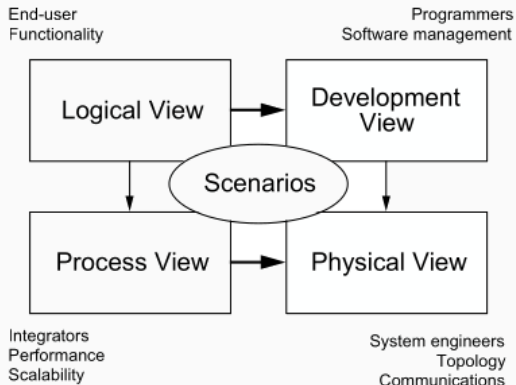 End-user
Functionality
Programmers
Software management
Logical View
Development
View
Scenarios
Process View
Physical View
Integrators
Performance
Scalability
System engineers
Topology
Communications